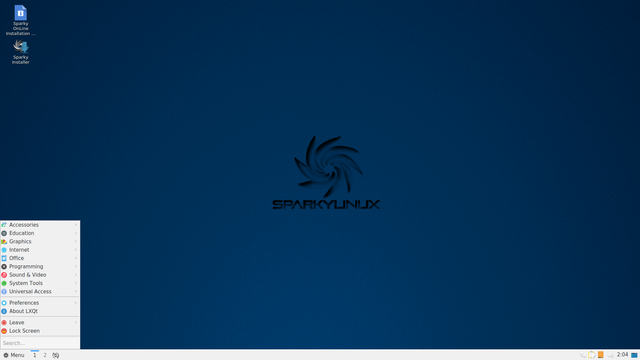 Sparky
OnLine
Installation ...
Sparky
Installer
SPARKYLINUX
Accessories
Education
Graphics
Internet
Office
Programming
Sound & Video
System Tools
Universal Access
Preferences
About LXQt
Leave
Lock Screen
Search...
Menu 1 2 2:04